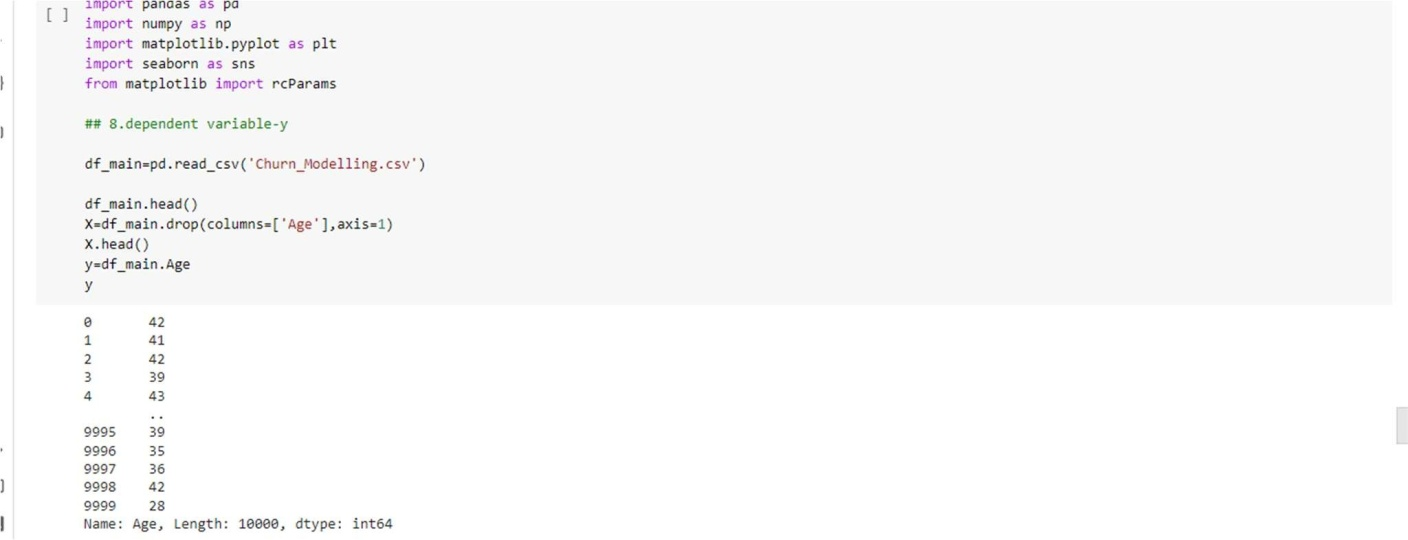 [ ]
import pandas as pd
import numpy as np
import matplotlib.pyplot as plt
import seaborn as sns
from matplotlib import rcParams
## 8.dependent variable-y
df_main=pd.read_csv('Churn_Modelling.csv')
df_main.head()
X=df_main.drop(columns=['Age'],axis=1)
X.head()
y=df_main.Age
y
0 42
1 41
2 42
3 39
4 43
..
9995 39
9996 35
9997 36
9998 42
9999 28
Name: Age, Length: 10000, dtype: int64